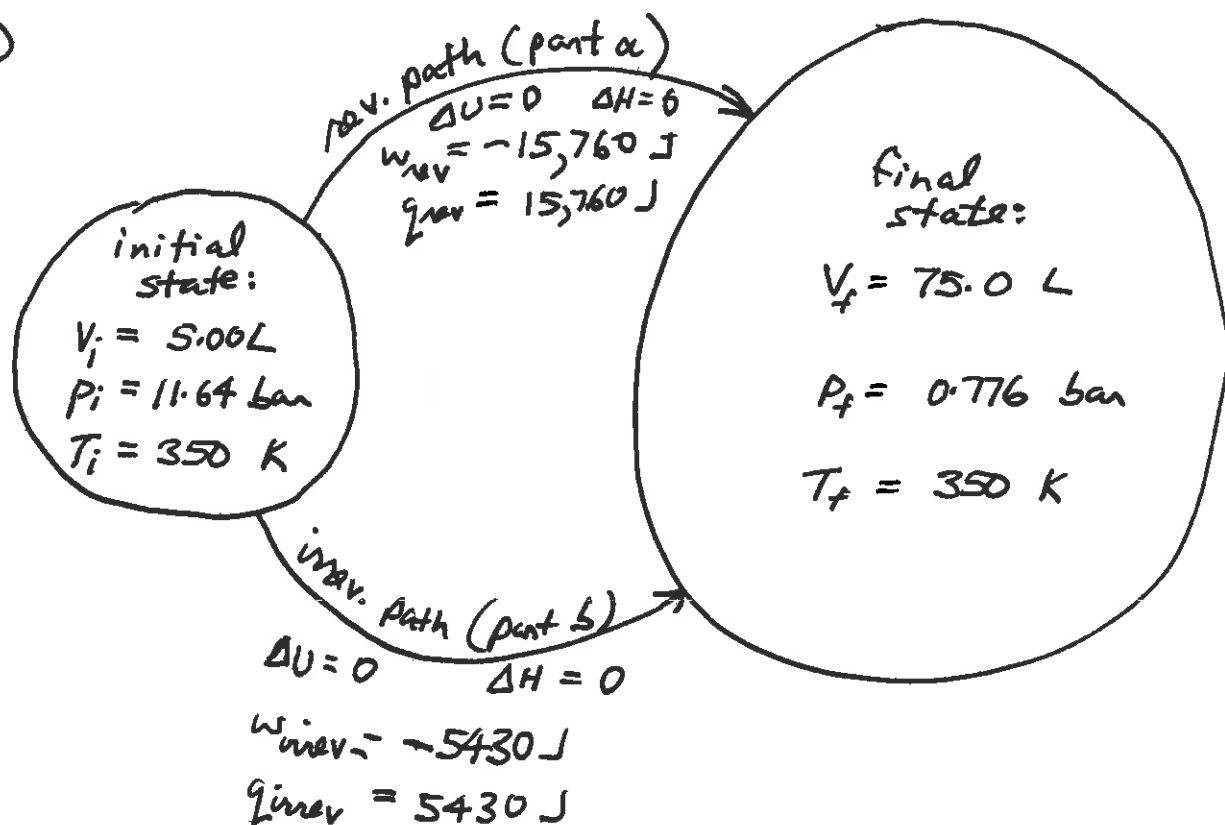 )
rev. path (part a)
ΔU = 0 ΔH = 0
w_rev = -15,760 J
q_rev = 15,760 J
initial
state:
V_i = 5.00 L
P_i = 11.64 bar
T_i = 350 K
final
state:
V_f = 75.0 L
P_f = 0.776 bar
T_f = 350 K
irrev. path (part b)
ΔU = 0 ΔH = 0
w_irrev = -5430 J
q_irrev = 5430 J